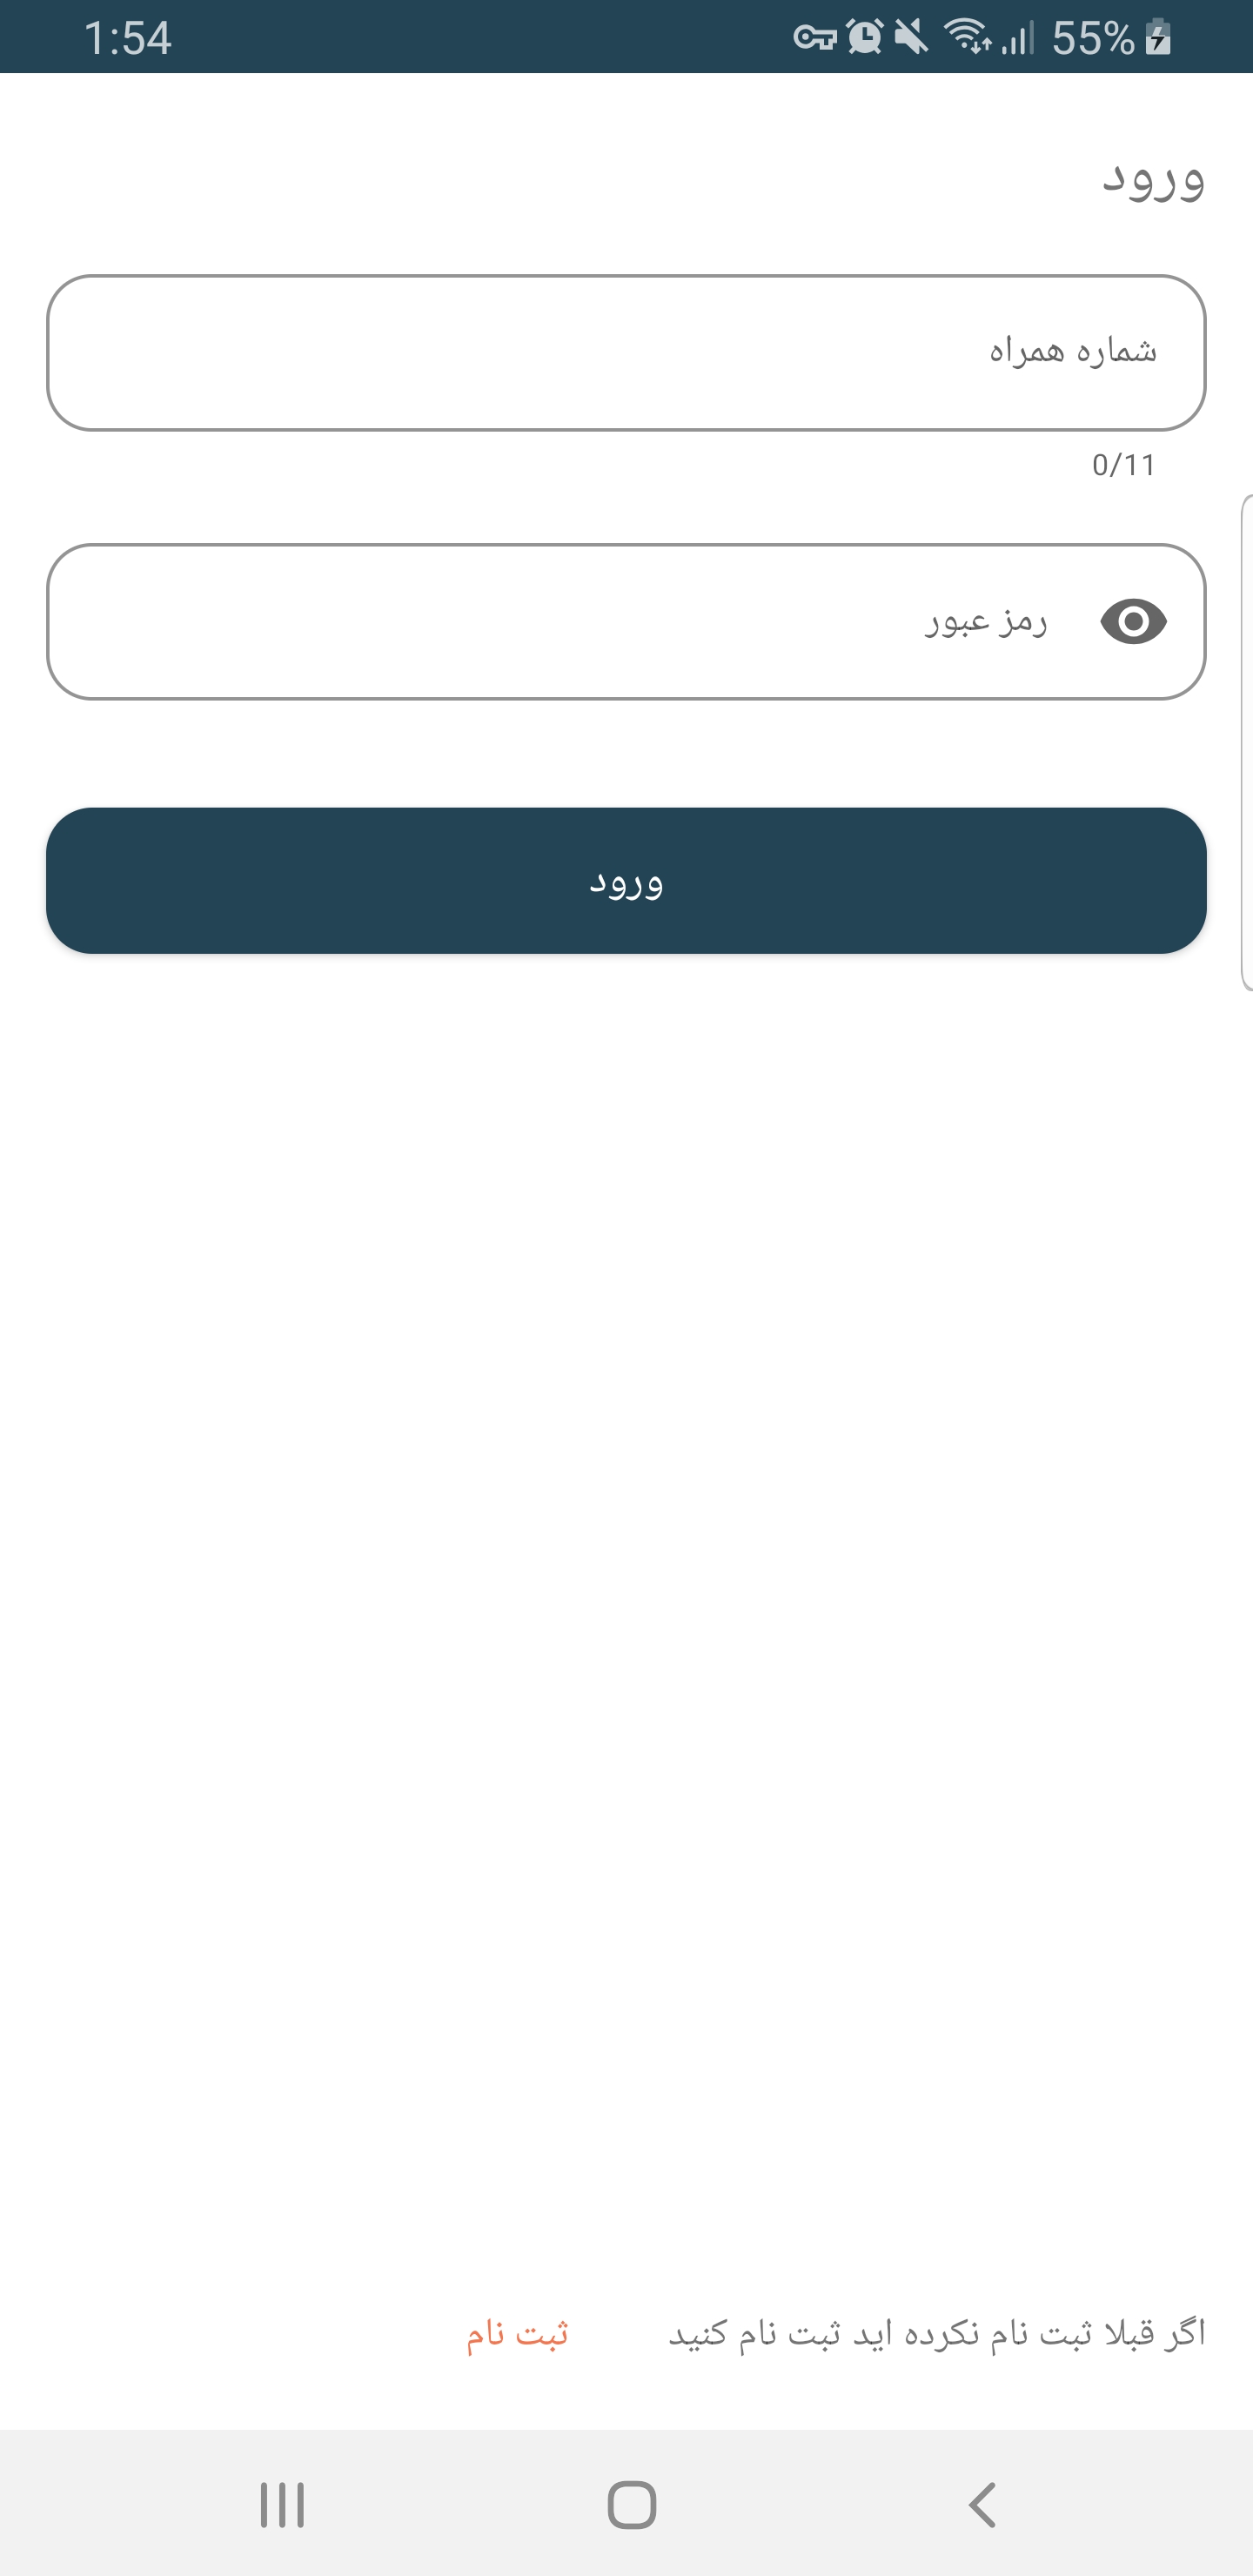 1:54 55%
ورود
شماره همراه
0/11
رمز عبور
ورود
اگر قبلا ثبت نام نکرده اید ثبت نام کنید ثبت نام